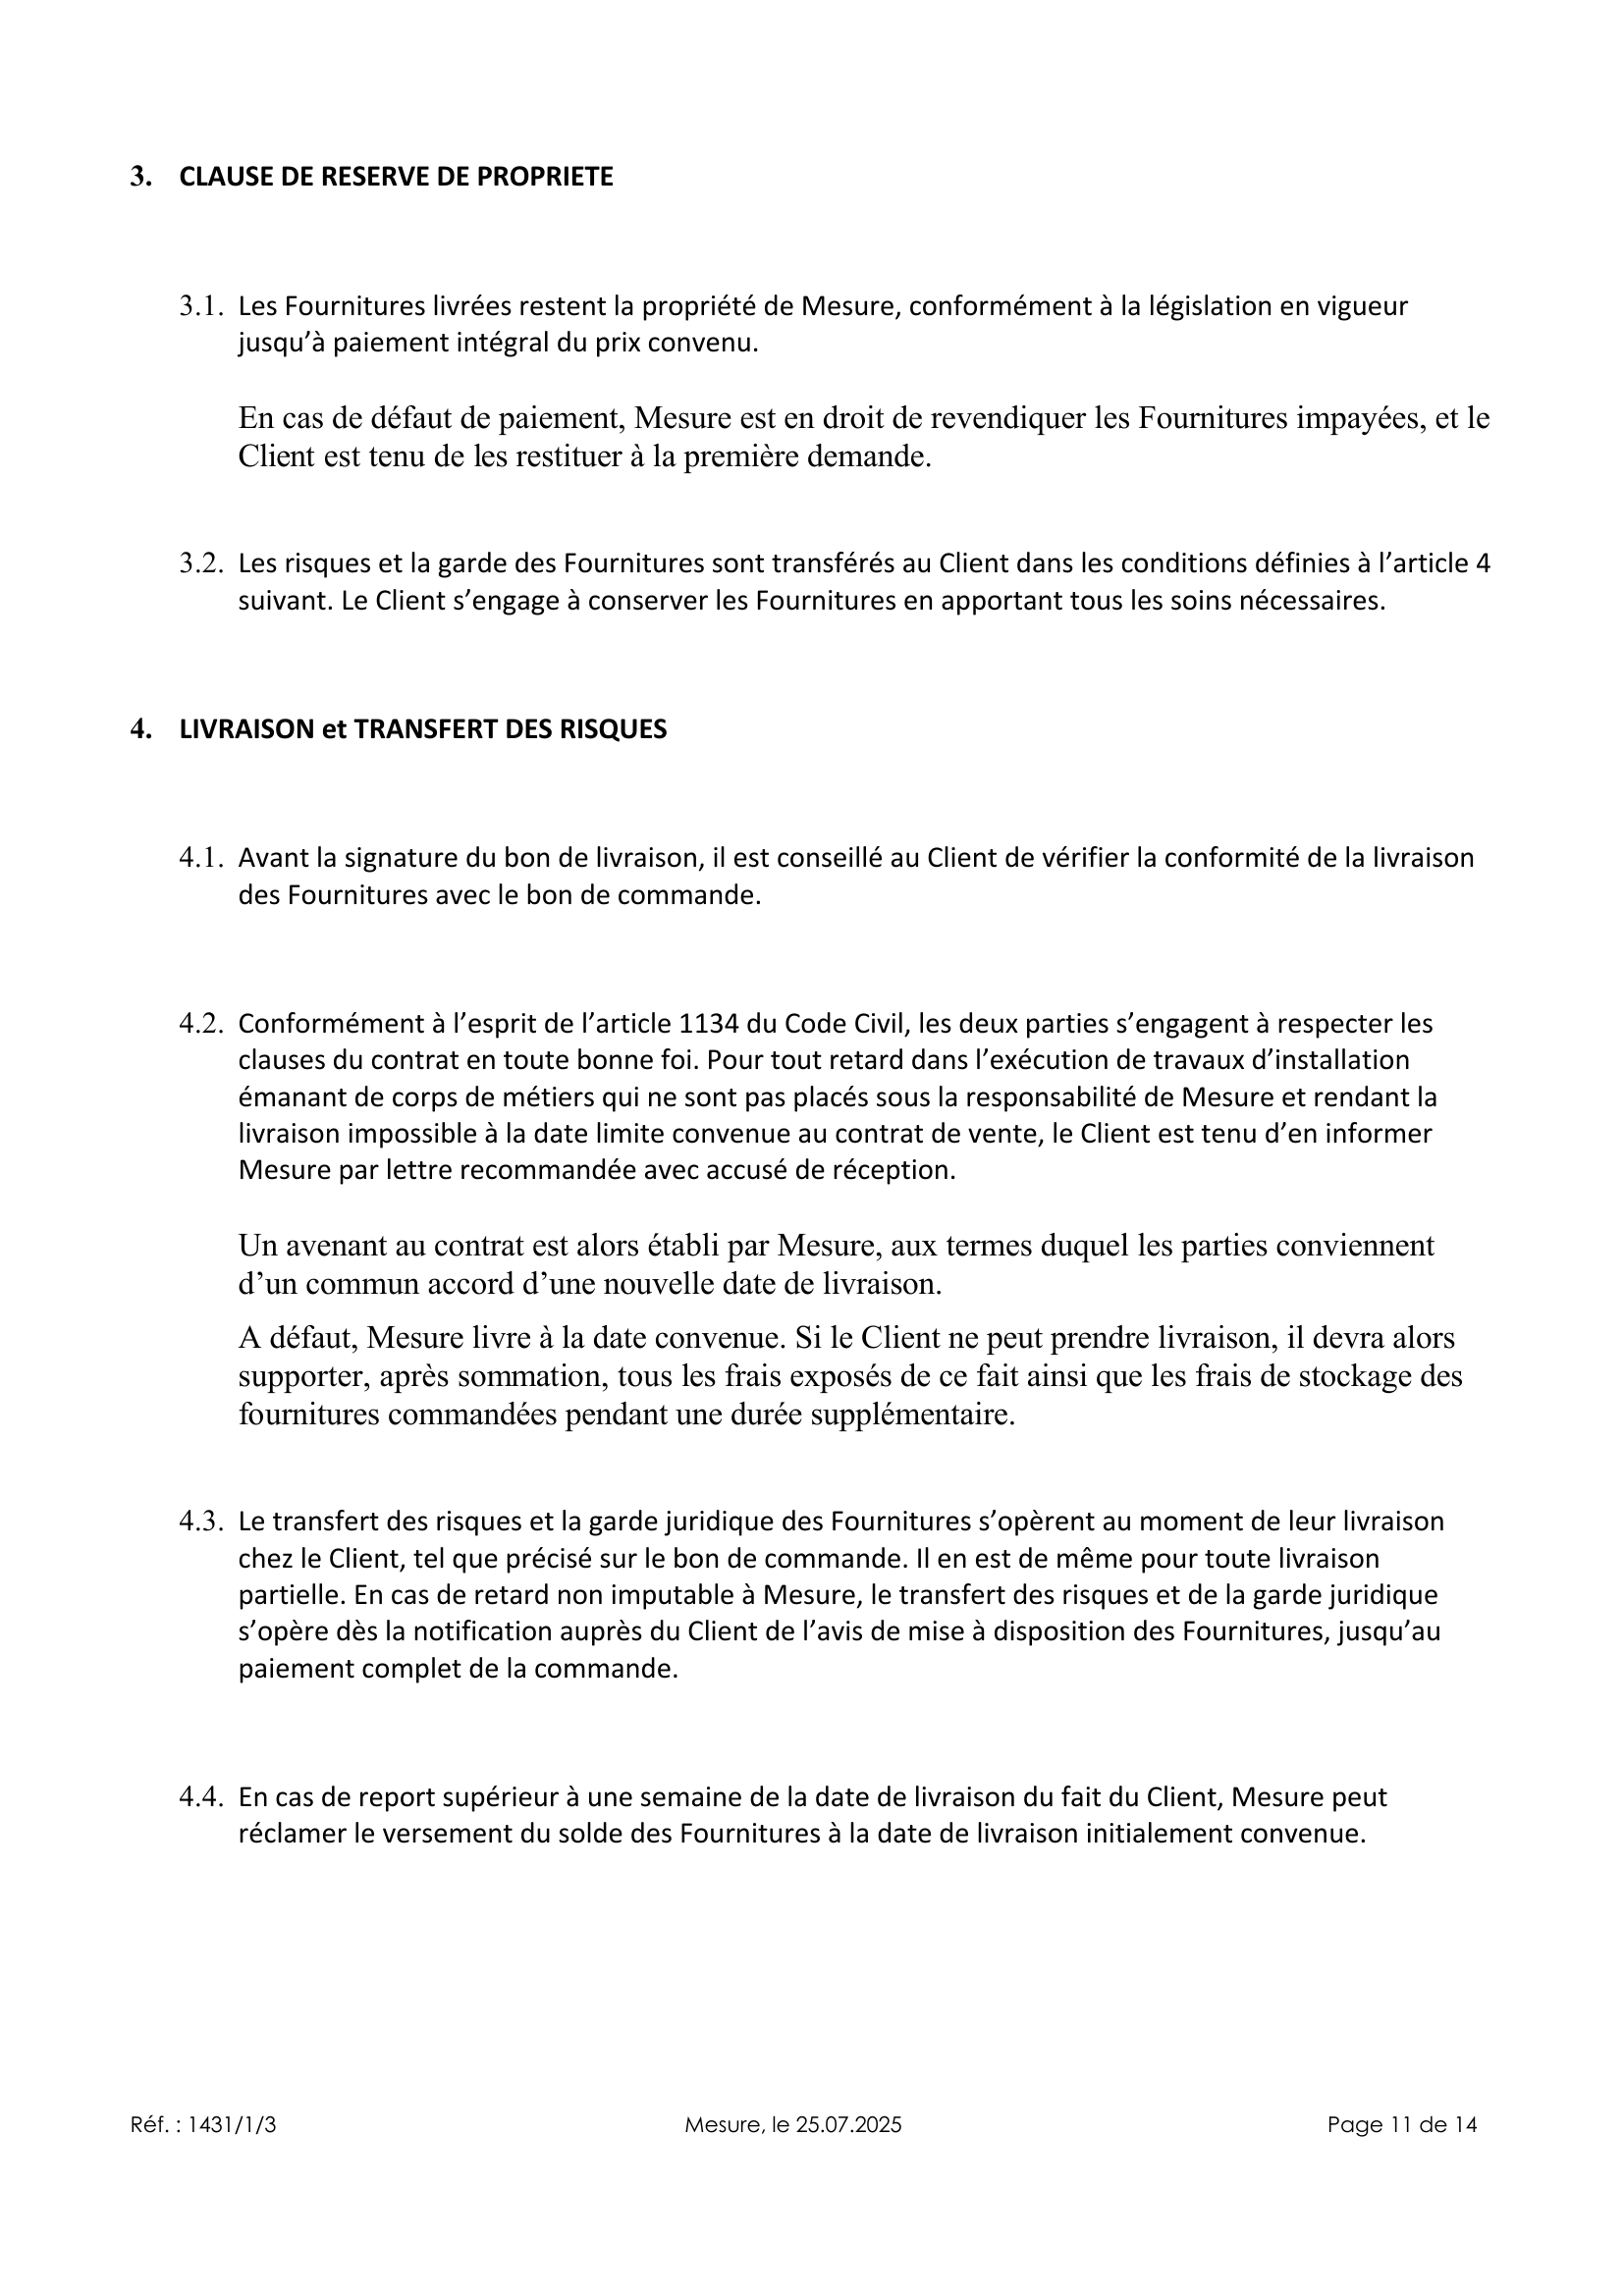 3. CLAUSE DE RESERVE DE PROPRIETE
3.1. Les Fournitures livrées restent la propriété de Mesure, conformément à la législation en vigueur
jusqu’à paiement intégral du prix convenu.
En cas de défaut de paiement, Mesure est en droit de revendiquer les Fournitures impayées, et le
Client est tenu de les restituer à la première demande.
3.2. Les risques et la garde des Fournitures sont transférés au Client dans les conditions définies à l’article 4
suivant. Le Client s’engage à conserver les Fournitures en apportant tous les soins nécessaires.
4. LIVRAISON et TRANSFERT DES RISQUES
4.1. Avant la signature du bon de livraison, il est conseillé au Client de vérifier la conformité de la livraison
des Fournitures avec le bon de commande.
4.2. Conformément à l’esprit de l’article 1134 du Code Civil, les deux parties s’engagent à respecter les
clauses du contrat en toute bonne foi. Pour tout retard dans l’exécution de travaux d’installation
émanant de corps de métiers qui ne sont pas placés sous la responsabilité de Mesure et rendant la
livraison impossible à la date limite convenue au contrat de vente, le Client est tenu d’en informer
Mesure par lettre recommandée avec accusé de réception.
Un avenant au contrat est alors établi par Mesure, aux termes duquel les parties conviennent
d’un commun accord d’une nouvelle date de livraison.
A défaut, Mesure livre à la date convenue. Si le Client ne peut prendre livraison, il devra alors
supporter, après sommation, tous les frais exposés de ce fait ainsi que les frais de stockage des
fournitures commandées pendant une durée supplémentaire.
4.3. Le transfert des risques et la garde juridique des Fournitures s’opèrent au moment de leur livraison
chez le Client, tel que précisé sur le bon de commande. Il en est de même pour toute livraison
partielle. En cas de retard non imputable à Mesure, le transfert des risques et de la garde juridique
s’opère dès la notification auprès du Client de l’avis de mise à disposition des Fournitures, jusqu’au
paiement complet de la commande.
4.4. En cas de report supérieur à une semaine de la date de livraison du fait du Client, Mesure peut
réclamer le versement du solde des Fournitures à la date de livraison initialement convenue.
Réf. : 1431/1/3 Mesure, le 25.07.2025 Page 11 de 14